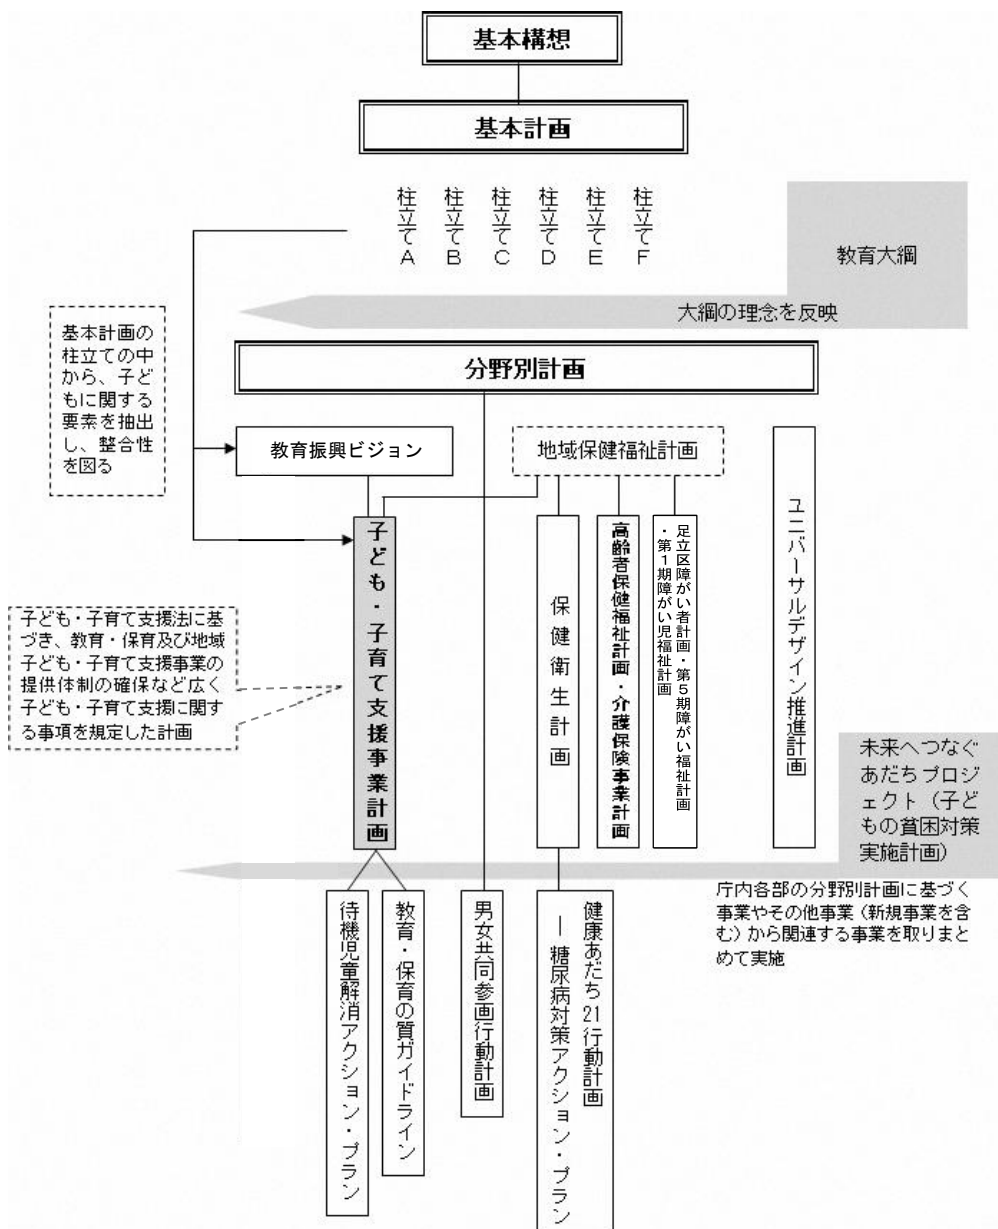 基本構想
基本計画
柱立てA
柱立てB
柱立てC
柱立てD
柱立てE
柱立てF
教育大綱
大綱の理念を反映
基本計画の
柱立ての中
から、子ど
もに関する
要素を抽出
し、整合性
を図る
分野別計画
教育振興ビジョン
地域保健福祉計画
子ども・子育て支援事業計画
保健衛生計画
高齢者保健福祉計画・介護保険事業計画
足立区障がい者計画・第5期障がい福祉計画
・第1期障がい児福祉計画
ユニバーサルデザイン推進計画
子ども・子育て支援法に基
づき、教育・保育及び地域
子ども・子育て支援事業の
提供体制の確保など広く
子ども・子育て支援に関す
る事項を規定した計画
未来へつなぐ
あだちプロジ
ェクト（子ど
もの貧困対策
実施計画）
庁内各部の分野別計画に基づく
事業やその他事業（新規事業を含
む）から関連する事業を取りまと
めて実施
待機児童解消アクション・プラン
教育・保育の質ガイドライン
男女共同参画行動計画
健康あだち21行動計画
―糖尿病対策アクション・プラン